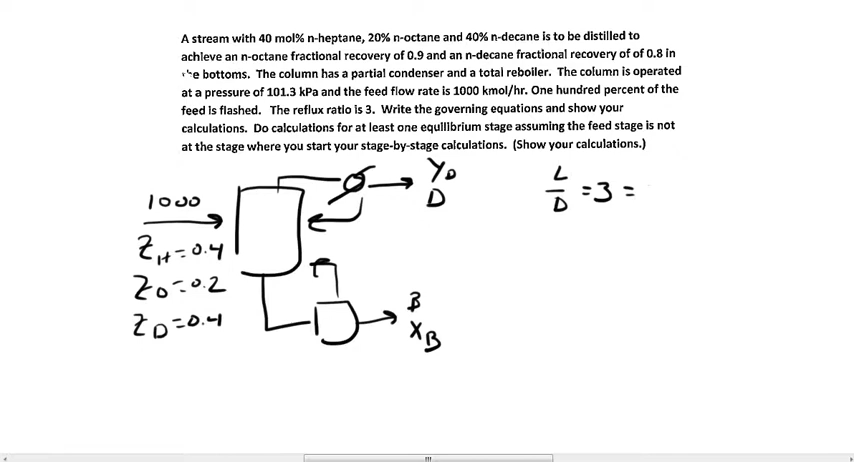 A stream with 40 mol% n-heptane, 20% n-octane and 40% n-decane is to be distilled to
achieve an n-octane fractional recovery of 0.9 and an n-decane fractional recovery of of 0.8 in
the bottoms. The column has a partial condenser and a total reboiler. The column is operated
at a pressure of 101.3 kPa and the feed flow rate is 1000 kmol/hr. One hundred percent of the
feed is flashed. The reflux ratio is 3. Write the governing equations and show your
calculations. Do calculations for at least one equilibrium stage assuming the feed stage is not
at the stage where you start your stage-by-stage calculations. (Show your calculations.)
1000
Z_H=0.4
Z_O=0.2
Z_D=0.4
Y_D
D
B
X_B
L/D = 3 =